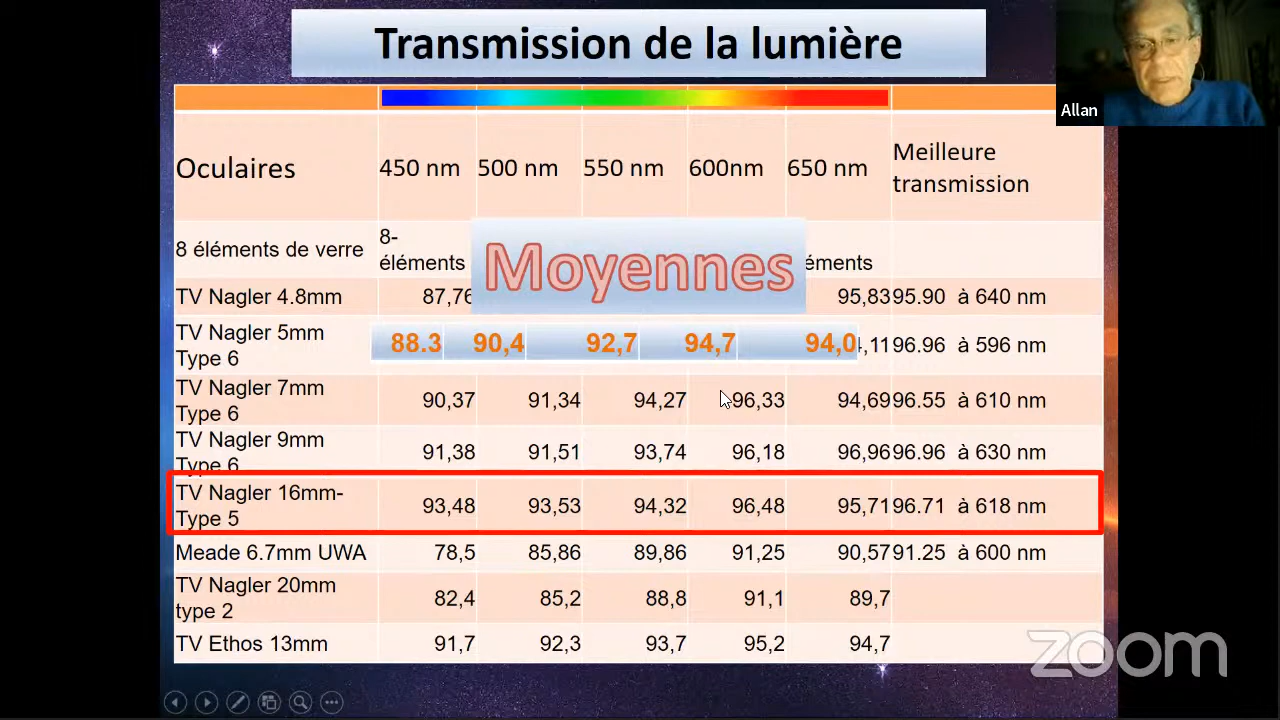 Transmission de la lumière
Allan
Oculaires 450 nm 500 nm 550 nm 600nm 650 nm Meilleure
transmission
8 éléments de verre 8-
éléments éments
Moyennes
TV Nagler 4.8mm 87,76 95,83 95.90 à 640 nm
TV Nagler 5mm
Type 6 88.3 90,4 92,7 94,7 94,0 ,11 96.96 à 596 nm
TV Nagler 7mm
Type 6 90,37 91,34 94,27 96,33 94,69 96.55 à 610 nm
TV Nagler 9mm
Type 6 91,38 91,51 93,74 96,18 96,96 96.96 à 630 nm
TV Nagler 16mm-
Type 5 93,48 93,53 94,32 96,48 95,71 96.71 à 618 nm
Meade 6.7mm UWA 78,5 85,86 89,86 91,25 90,57 91.25 à 600 nm
TV Nagler 20mm
type 2 82,4 85,2 88,8 91,1 89,7
TV Ethos 13mm 91,7 92,3 93,7 95,2 94,7
zoom